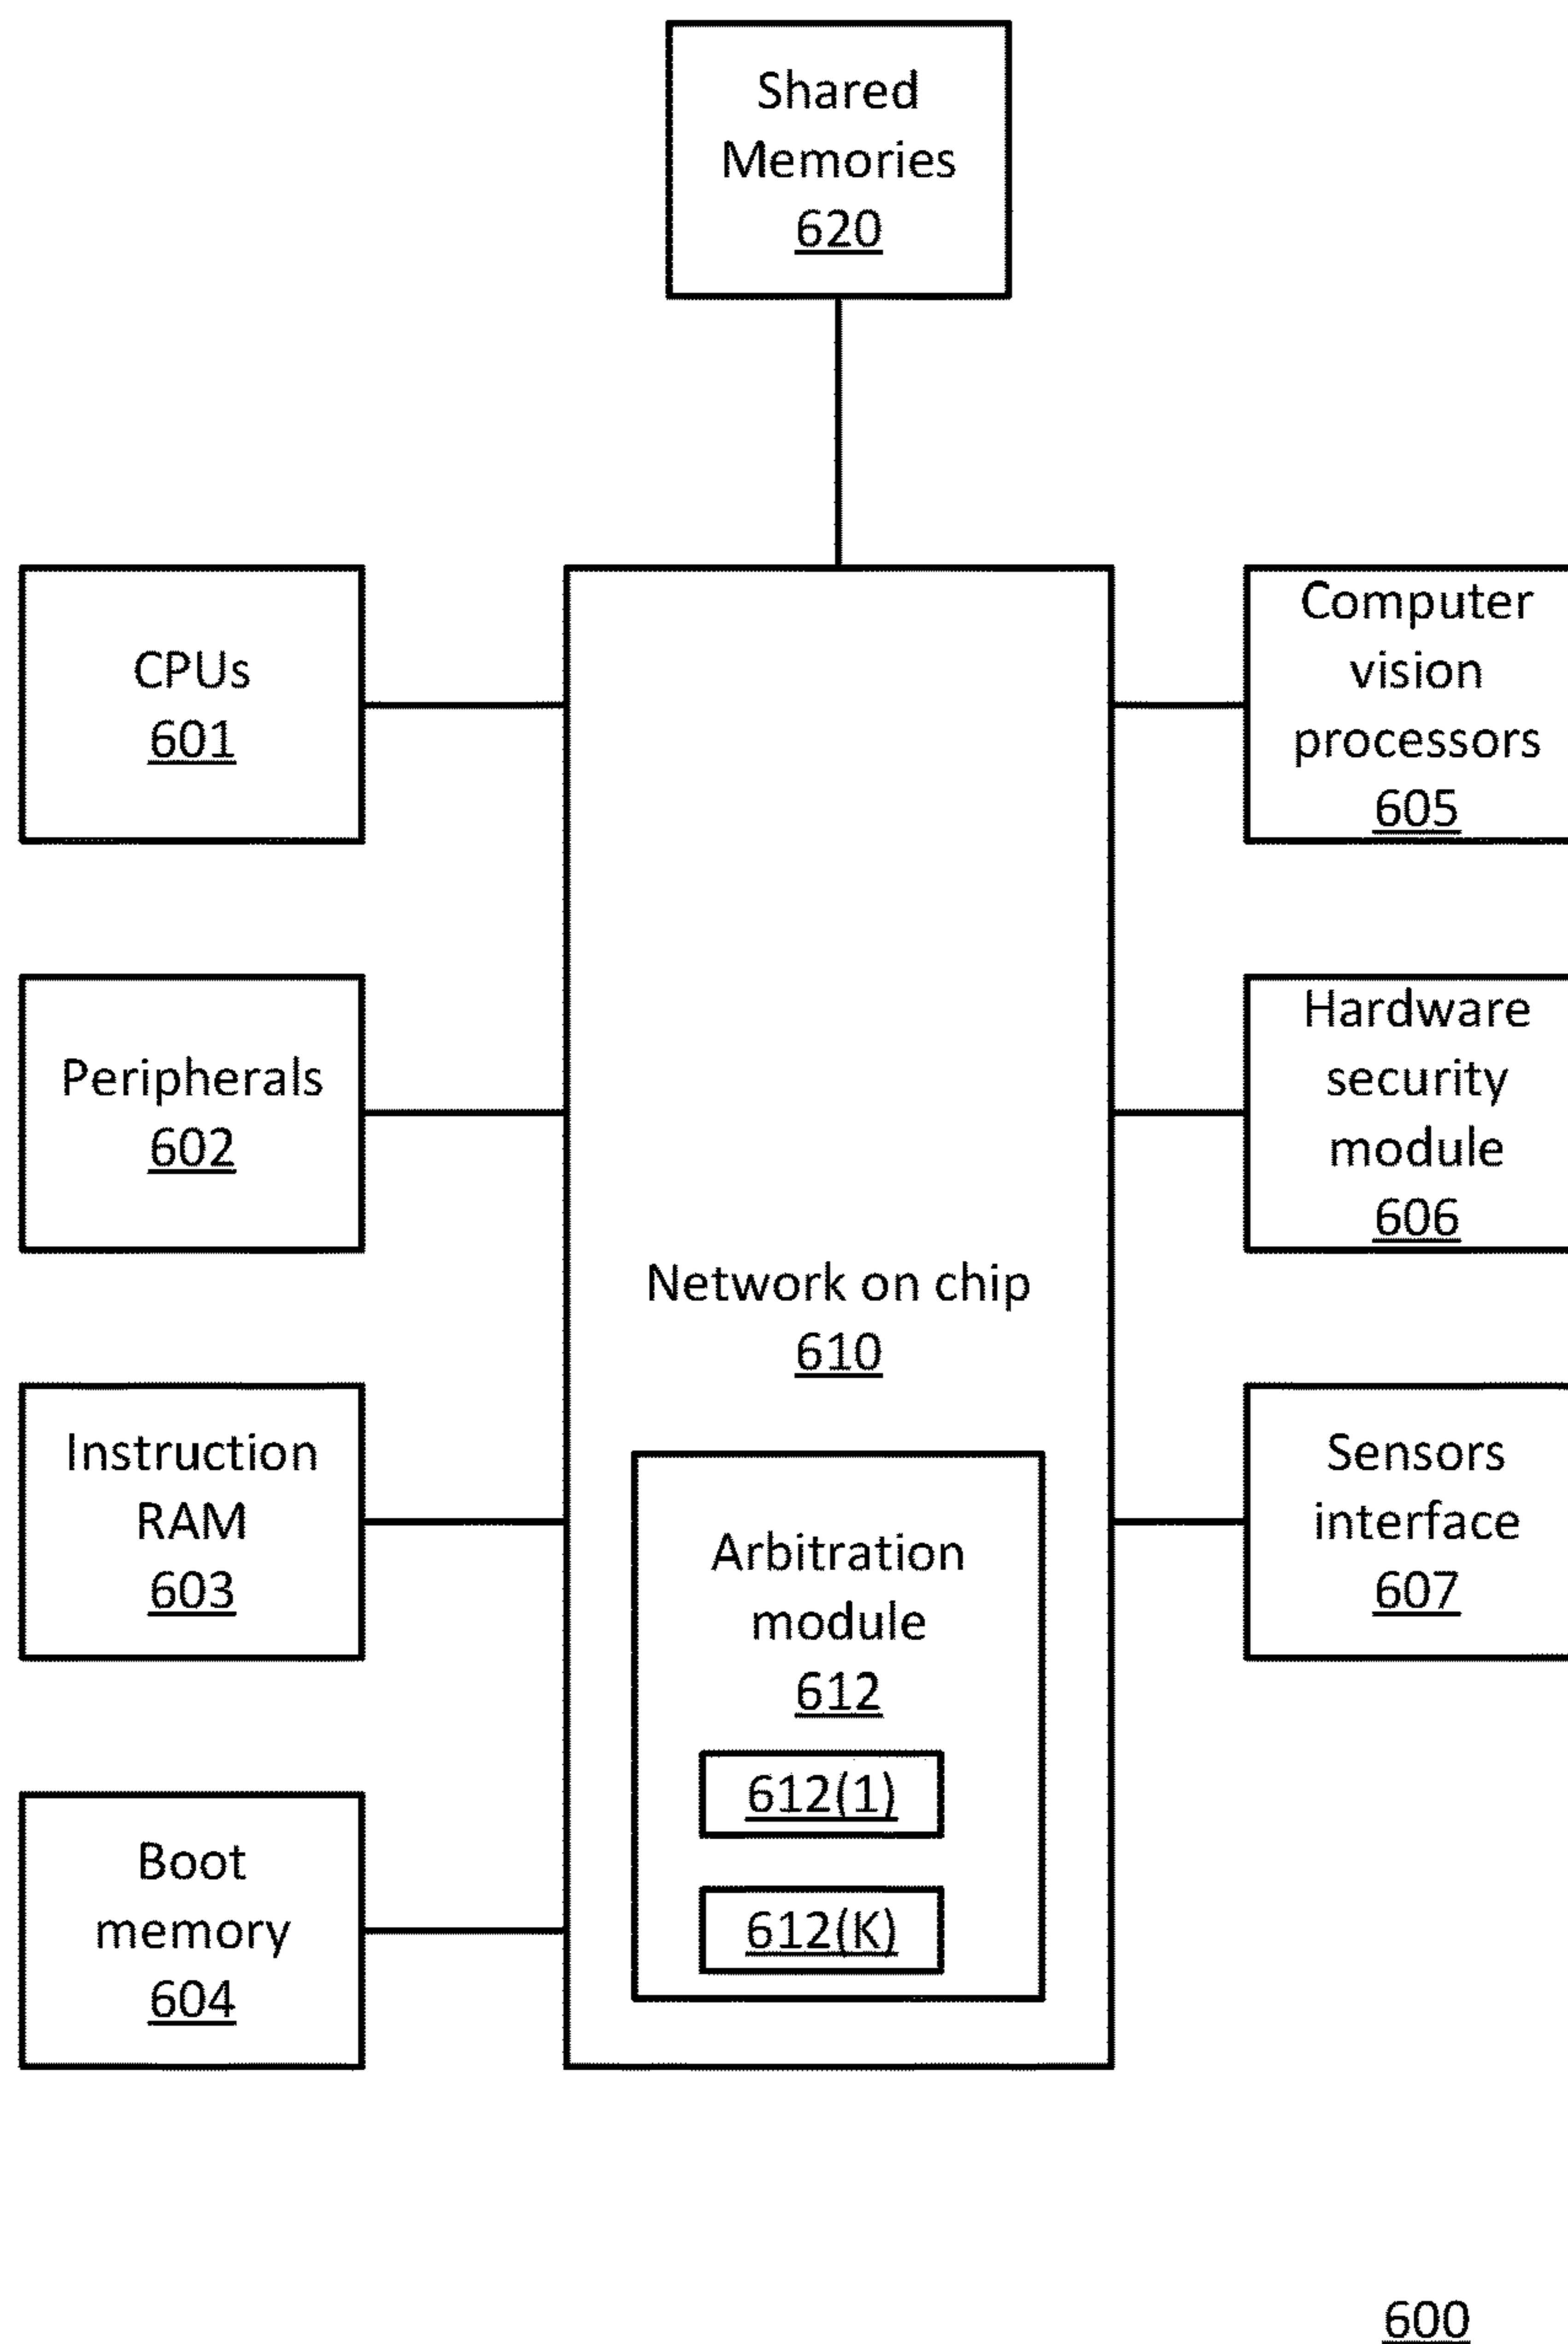 Shared
Memories
620
CPUs
601
Peripherals
602
Instruction
RAM
603
Boot
memory
604
Network on chip
610
Arbitration
module
612
612(1)
612(K)
Computer
vision
processors
605
Hardware
security
module
606
Sensors
interface
607
600